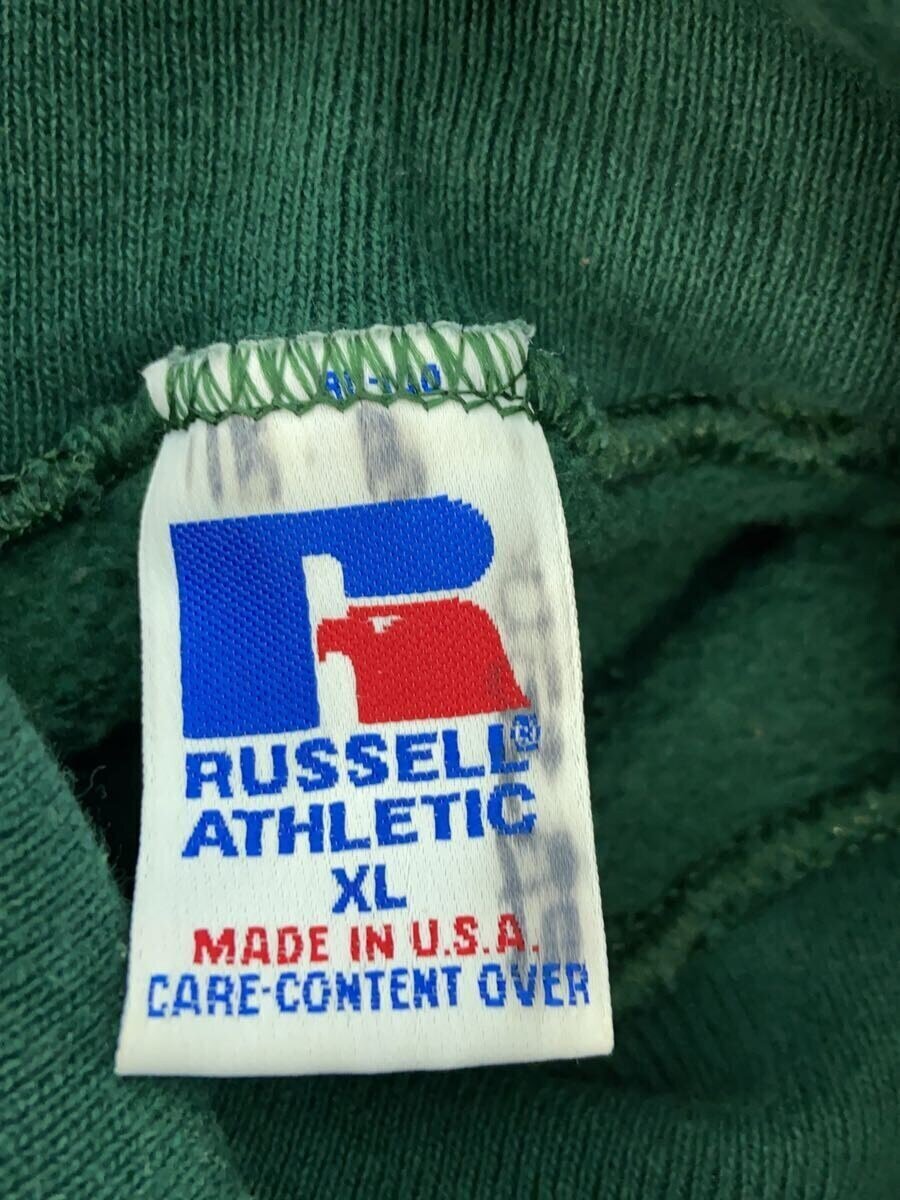 RUSSELL®
ATHLETIC
XL
MADE IN U.S.A.
CARE-CONTENT OVER